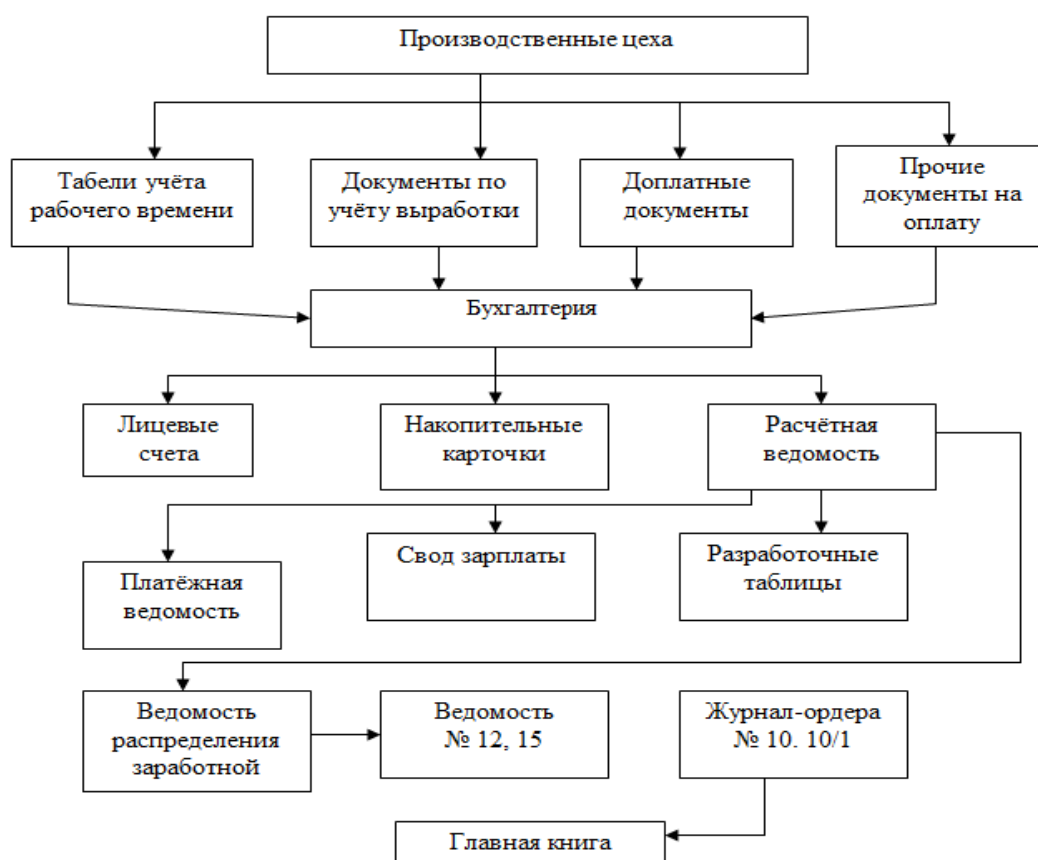 Производственные цеха
Табели учёта
рабочего времени
Документы по
учёту выработки
Доплатные
документы
Прочие
документы на
оплату
Бухгалтерия
Лицевые
счета
Накопительные
карточки
Расчётная
ведомость
Платёжная
ведомость
Свод зарплаты
Разработочные
таблицы
Ведомость
распределения
заработной
Ведомость
№ 12, 15
Журнал-ордера
№ 10. 10/1
Главная книга